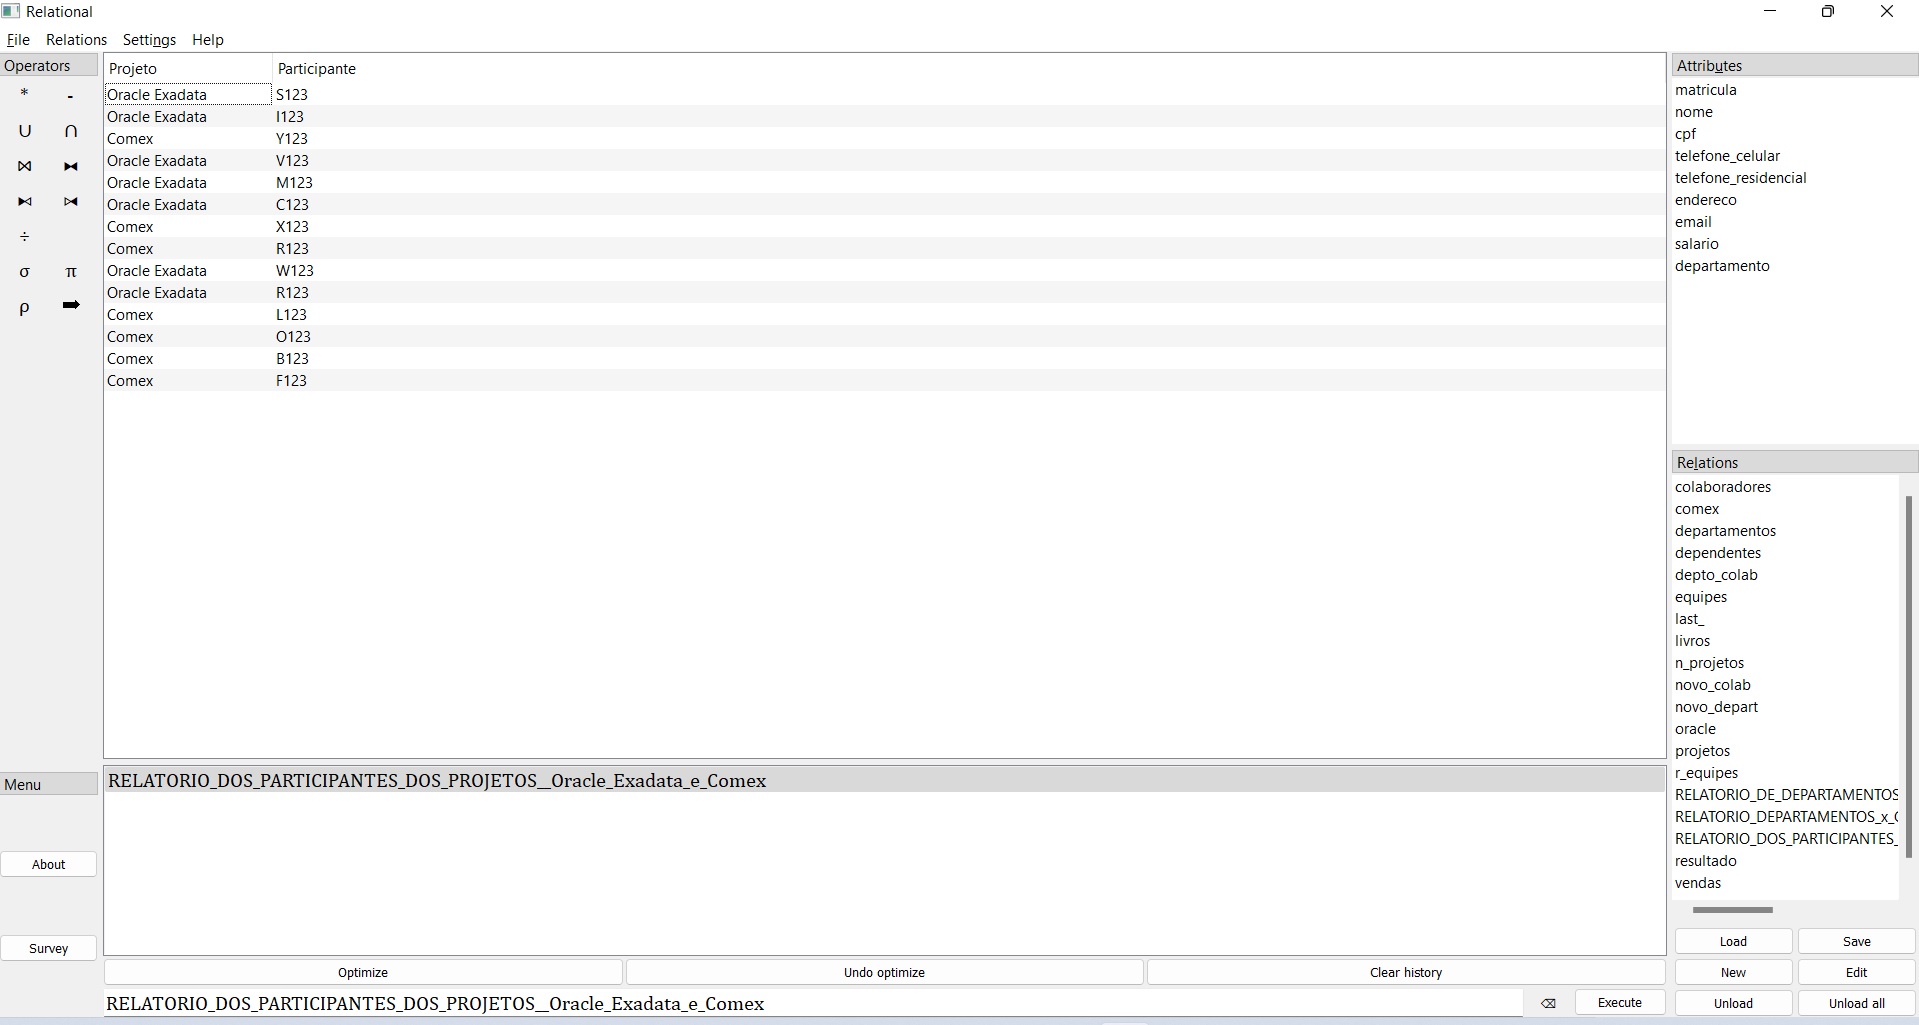 Relational
File Relations Settings Help
Operators
* -
∪ ∩
⋈ ⧓
⧑ ⧒
÷
σ π
ρ ➡
Menu
About
Survey
Projeto Participante
Oracle Exadata S123
Oracle Exadata I123
Comex Y123
Oracle Exadata V123
Oracle Exadata M123
Oracle Exadata C123
Comex X123
Comex R123
Oracle Exadata W123
Oracle Exadata R123
Comex L123
Comex O123
Comex B123
Comex F123
RELATORIO_DOS_PARTICIPANTES_DOS_PROJETOS__Oracle_Exadata_e_Comex
Optimize Undo optimize Clear history
RELATORIO_DOS_PARTICIPANTES_DOS_PROJETOS__Oracle_Exadata_e_Comex ⌫ Execute
Attributes
matricula
nome
cpf
telefone_celular
telefone_residencial
endereco
email
salario
departamento
Relations
colaboradores
comex
departamentos
dependentes
depto_colab
equipes
last_
livros
n_projetos
novo_colab
novo_depart
oracle
projetos
r_equipes
RELATORIO_DE_DEPARTAMENTOS
RELATORIO_DEPARTAMENTOS_x_
RELATORIO_DOS_PARTICIPANTES_
resultado
vendas
Load Save
New Edit
Unload Unload all